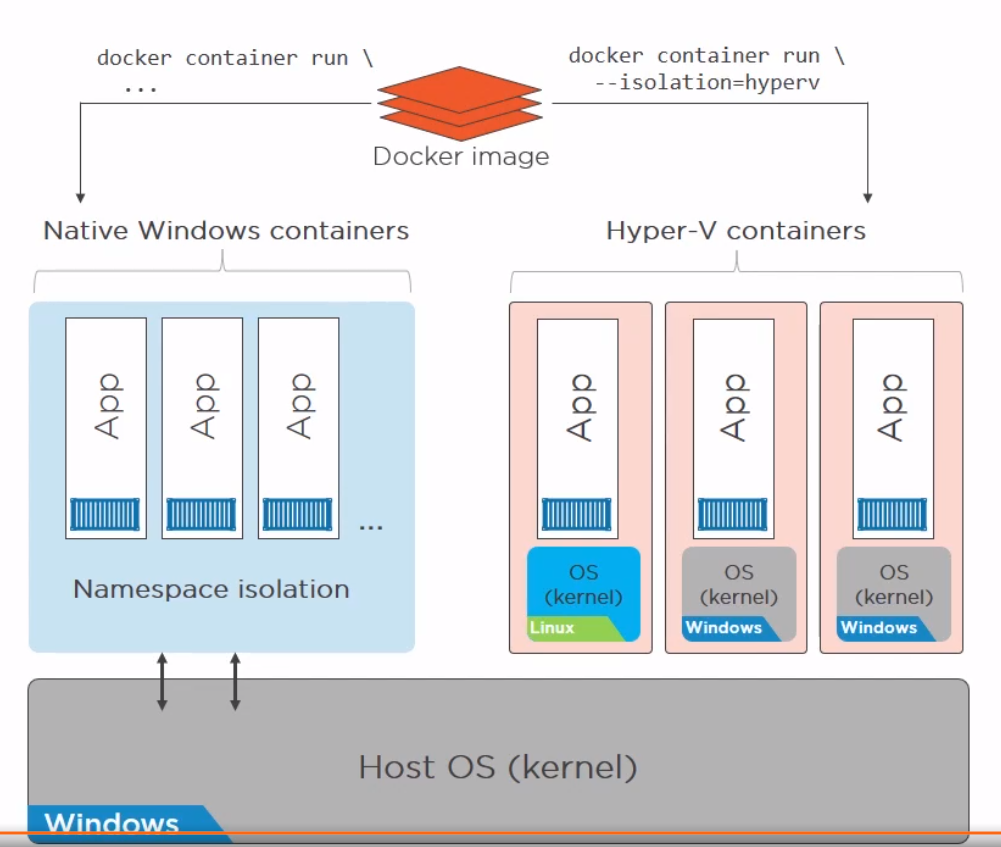 docker container run \
...
docker container run \
--isolation=hyperv
Docker image
Native Windows containers
Hyper-V containers
App
App
App
...
App
App
App
Namespace isolation
OS
(kernel)
Linux
OS
(kernel)
Windows
OS
(kernel)
Windows
Host OS (kernel)
Windows